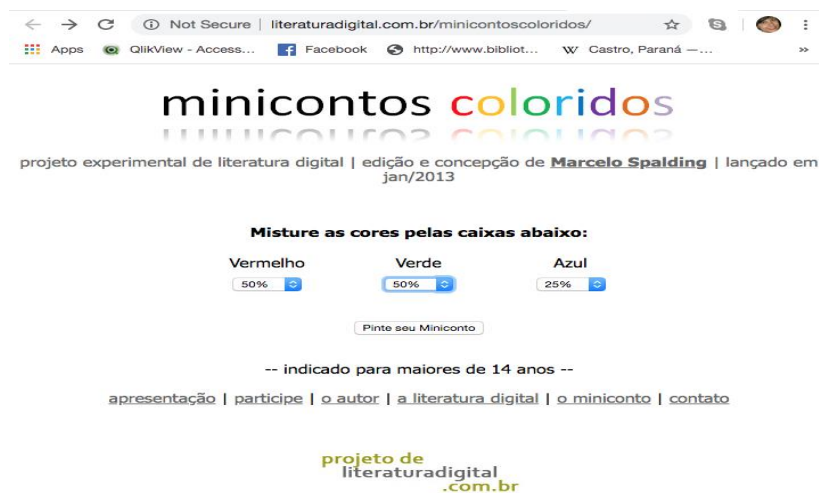 Not Secure | literaturadigital.com.br/minicontoscoloridos/
Apps QlikView - Access... Facebook http://www.bibliot... W Castro, Paraná —... »
minicontos coloridos
projeto experimental de literatura digital | edição e concepção de Marcelo Spalding | lançado em
jan/2013
Misture as cores pelas caixas abaixo:
Vermelho Verde Azul
50% 50% 25%
Pinte seu Miniconto
-- indicado para maiores de 14 anos --
apresentação | participe | o autor | a literatura digital | o miniconto | contato
projeto de
literaturadigital
.com.br